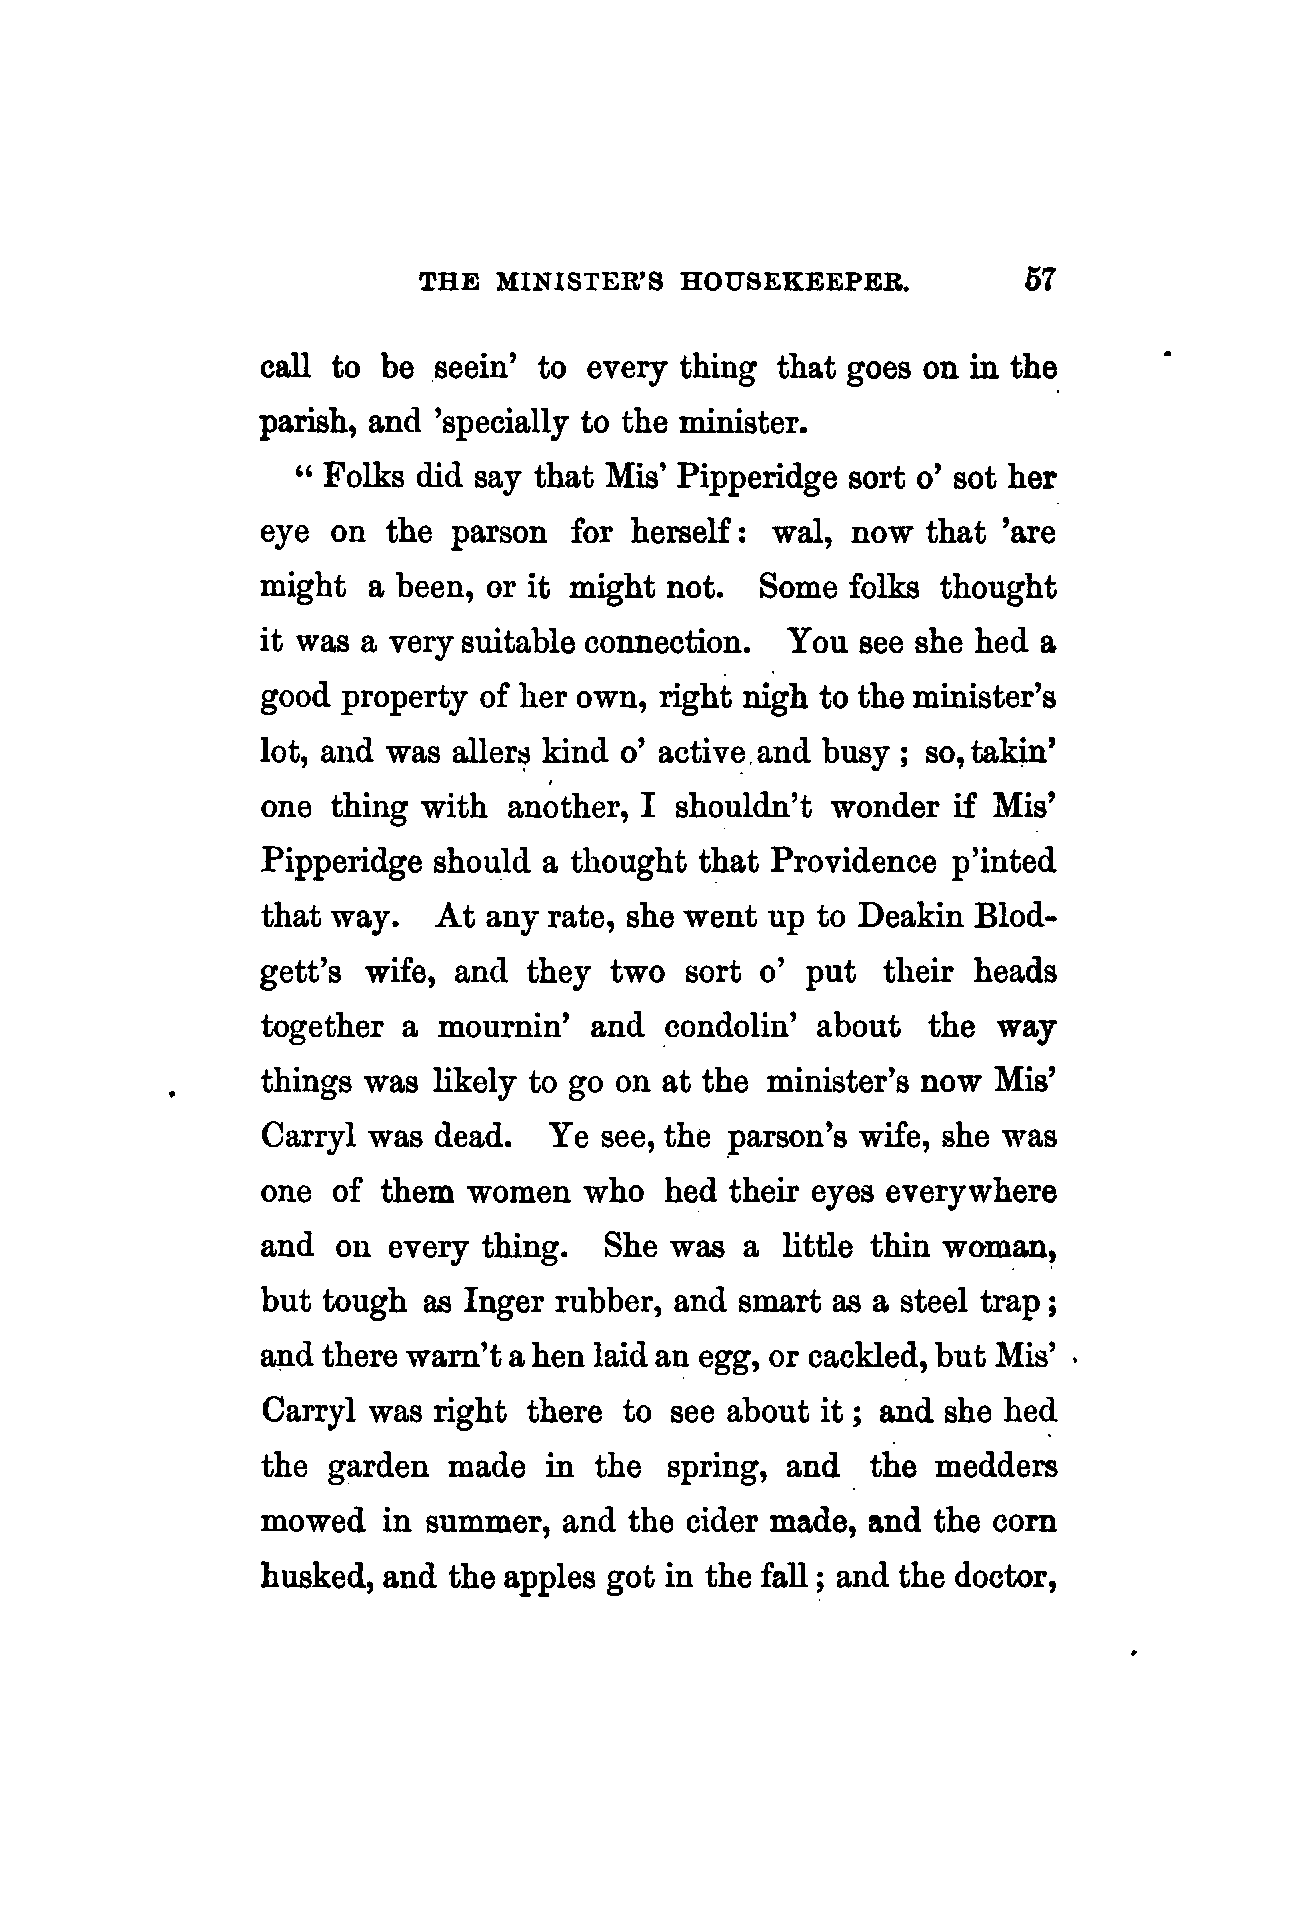 THE MINISTER'S HOUSEKEEPER. 57
call to be seein' to every thing that goes on in the
parish, and 'specially to the minister.
“ Folks did say that Mis' Pipperidge sort o' sot her
eye on the parson for herself : wal, now that 'are
might a been, or it might not. Some folks thought
it was a very suitable connection. You see she hed a
good property of her own, right nigh to the minister's
lot, and was allers kind o' active and busy ; so, takin'
one thing with another, I shouldn't wonder if Mis'
Pipperidge should a thought that Providence p'inted
that way. At any rate, she went up to Deakin Blod-
gett's wife, and they two sort o' put their heads
together a mournin' and condolin' about the way
things was likely to go on at the minister's now Mis'
Carryl was dead. Ye see, the parson's wife, she was
one of them women who hed their eyes everywhere
and on every thing. She was a little thin woman,
but tough as Inger rubber, and smart as a steel trap ;
and there warn't a hen laid an egg, or cackled, but Mis'
Carryl was right there to see about it ; and she hed
the garden made in the spring, and the medders
mowed in summer, and the cider made, and the corn
husked, and the apples got in the fall ; and the doctor,